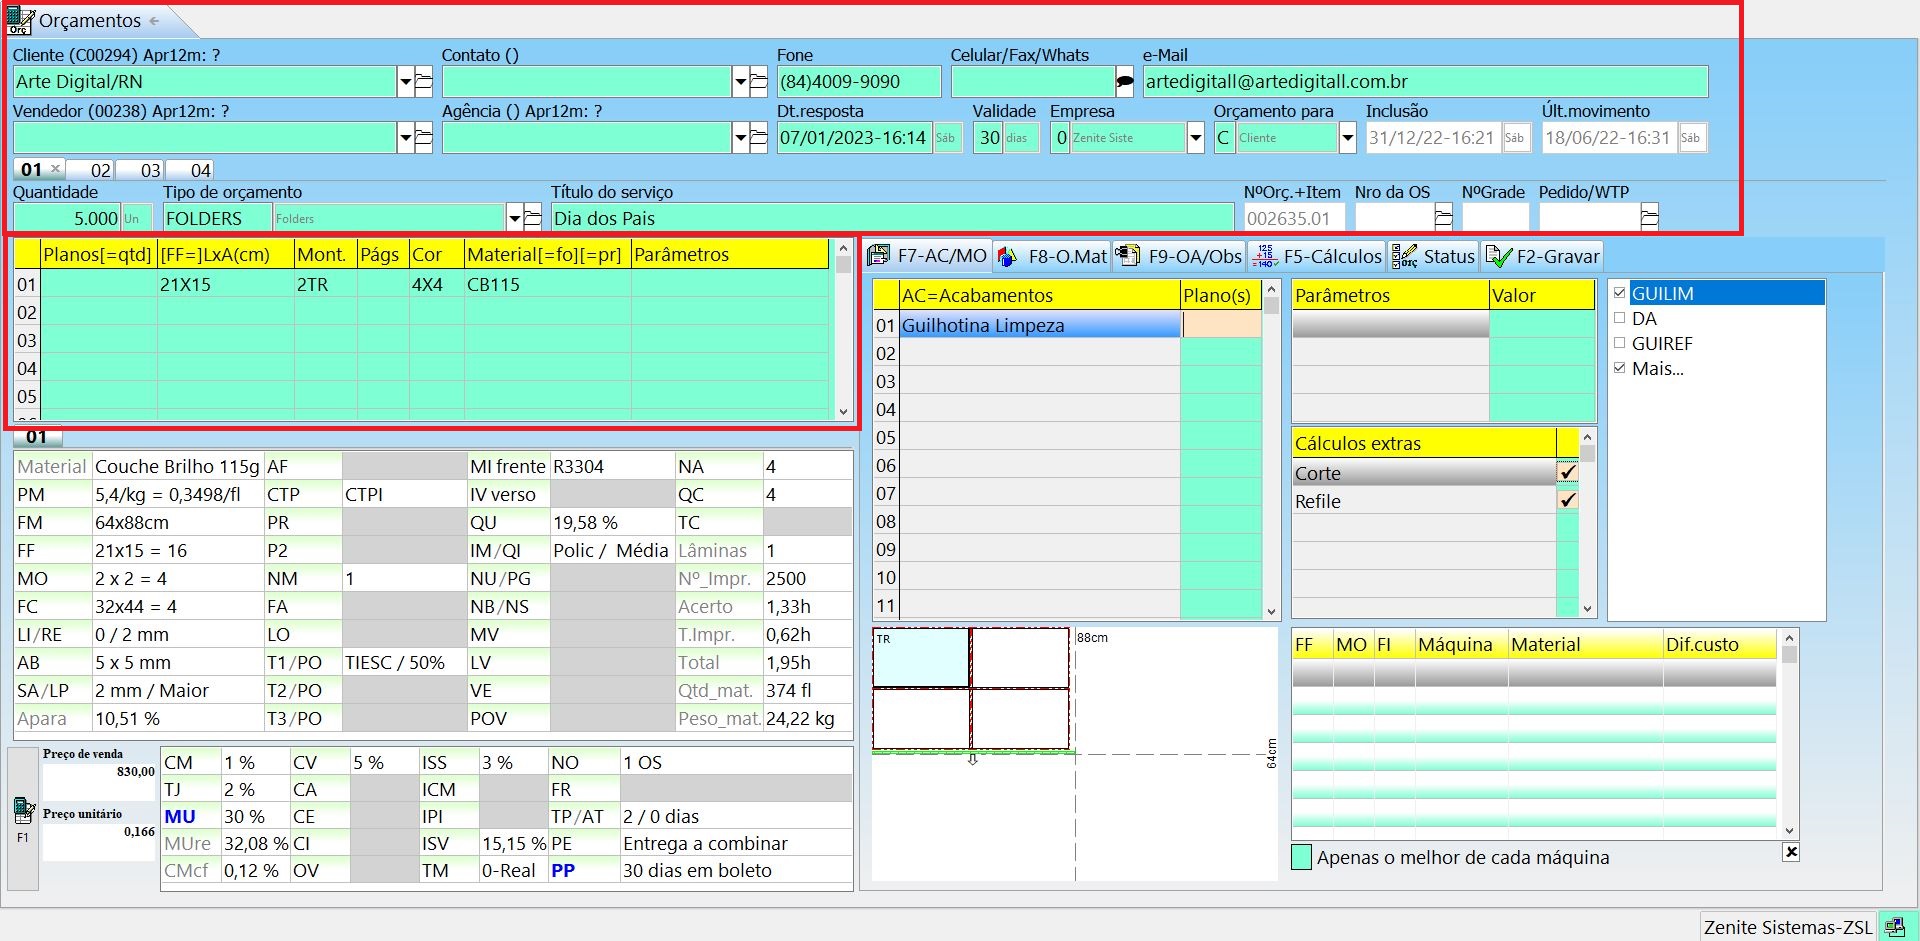 Orçamentos
Cliente (C00294) Apr12m: ? Contato () Fone Celular/Fax/Whats e-Mail
Arte Digital/RN (84)4009-9090 artedigitall@artedigitall.com.br
Vendedor (00238) Apr12m: ? Agência () Apr12m: ? Dt.resposta Validade Empresa Orçamento para Inclusão Últ.movimento
07/01/2023-16:14 Sáb 30 dias 0 Zenite Siste C Cliente 31/12/22-16:21 Sáb 18/06/22-16:31 Sáb
01 02 03 04
Quantidade Tipo de orçamento Título do serviço NºOrç.+Item Nro da OS NºGrade Pedido/WTP
5.000 Un FOLDERS Folders Dia dos Pais 002635.01
Planos[=qtd] [FF=]LxA(cm) Mont. Págs Cor Material[=fo][=pr] Parâmetros
01 21X15 2TR 4X4 CB115
02
03
04
05
F7-AC/MO F8-O.Mat F9-OA/Obs F5-Cálculos Status F2-Gravar
AC=Acabamentos Plano(s)
01 Guilhotina Limpeza
02
03
04
05
06
07
08
09
10
11
Parâmetros Valor
Cálculos extras
Corte
Refile
GUILIM
DA
GUIREF
Mais...
01
Material Couche Brilho 115g AF MI frente R3304 NA 4
PM 5,4/kg = 0,3498/fl CTP CTPI IV verso QC 4
FM 64x88cm PR QU 19,58 % TC
FF 21x15 = 16 P2 IM/QI Polic / Média Lâminas 1
MO 2 x 2 = 4 NM 1 NU/PG Nº_Impr. 2500
FC 32x44 = 4 FA NB/NS Acerto 1,33h
LI/RE 0 / 2 mm LO MV T.Impr. 0,62h
AB 5 x 5 mm T1/PO TIESC / 50% LV Total 1,95h
SA/LP 2 mm / Maior T2/PO VE Qtd_mat. 374 fl
Apara 10,51 % T3/PO POV Peso_mat. 24,22 kg
TR 88cm
64cm
FF MO FI Máquina Material Dif.custo
Apenas o melhor de cada máquina
F1
Preço de venda
830,00
Preço unitário
0,166
CM 1 % CV 5 % ISS 3 % NO 1 OS
TJ 2 % CA ICM FR
MU 30 % CE IPI TP/AT 2 / 0 dias
MUre 32,08 % CI ISV 15,15 % PE Entrega a combinar
CMcf 0,12 % OV TM 0-Real PP 30 dias em boleto
Zenite Sistemas-ZSL